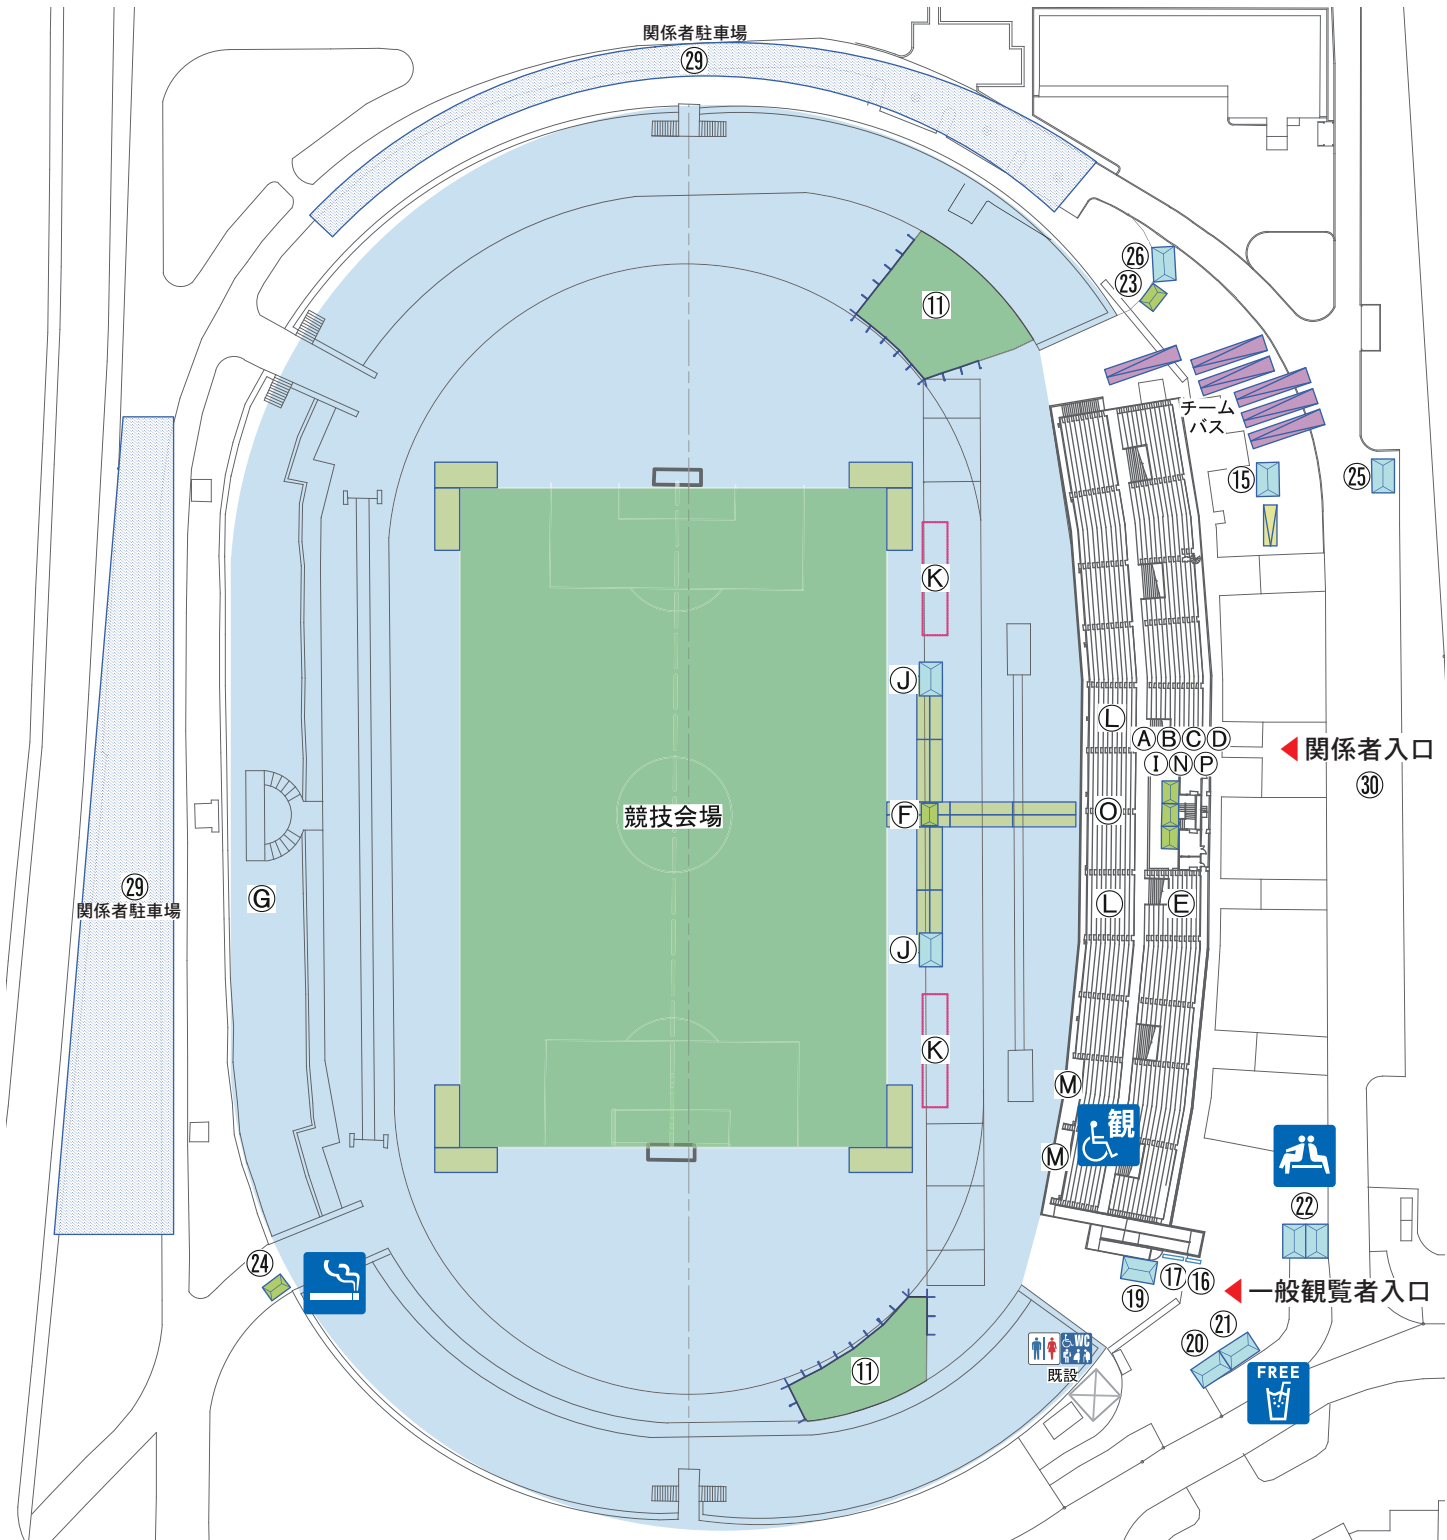 関係者駐車場
㉙
㉖
㉓
⑪
チーム
バス
⑮
㉕
Ⓚ
Ⓙ
Ⓛ
ⒶⒷⒸⒹ
ⒾⓃⓅ
関係者入口
㉚
競技会場
Ⓕ
Ⓞ
㉙
関係者駐車場
Ⓖ
Ⓛ
Ⓔ
Ⓙ
Ⓚ
Ⓜ
観
Ⓜ
㉒
㉔
⑲
⑰
⑯
一般観覧者入口
⑳
㉑
WC
既設
FREE
⑪